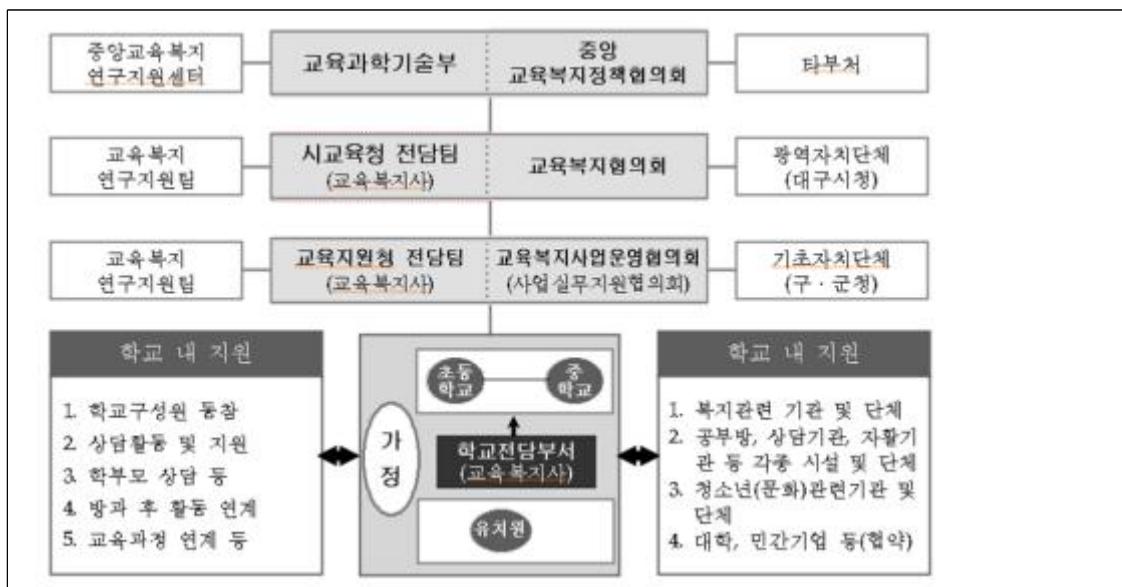 중앙교육복지
연구지원센터
교육과학기술부
중앙
교육복지정책협의회
타부처
교육복지
연구지원팀
시교육청 전담팀
(교육복지사)
교육복지협의회
광역자치단체
(대구시청)
교육복지
연구지원팀
교육지원청 전담팀
(교육복지사)
교육복지사업운영협의회
(사업실무지원협의회)
기초자치단체
(구 · 군청)
학교 내 지원
1. 학교구성원 동참
2. 상담활동 및 지원
3. 학부모 상담 등
4. 방과 후 활동 연계
5. 교육과정 연계 등
가
정
초등
학교
중
학교
학교전담부서
(교육복지사)
유치원
학교 내 지원
1. 복지관련 기관 및 단체
2. 공부방, 상담기관, 자활기
관 등 각종 시설 및 단체
3. 청소년(문화)관련기관 및
단체
4. 대학, 민간기업 등(협약)